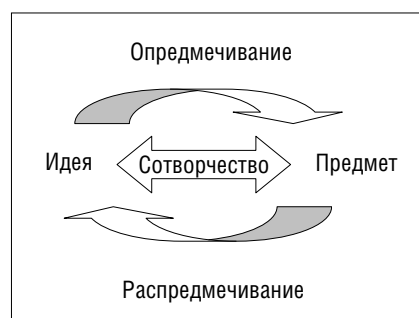 Опредмечивание
Идея Сотворчество Предмет
Распредмечивание